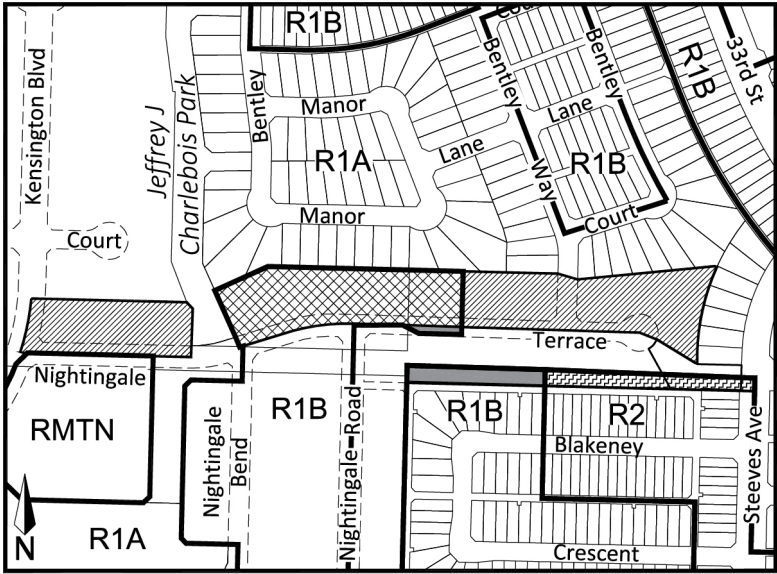 R1B
Court
33rd St
R1B
Kensington Blvd
Jeffrey J
Charlebois Park
Bentley
Manor
R1A
Manor
Bentley
Way
Lane
Bentley
Lane
R1B
Court
Court
Terrace
Nightingale
RMTN
Nightingale
Bend
R1B
Nightingale Road
R1B
R2
Blakeney
Crescent
Steeves Ave
R1A
N